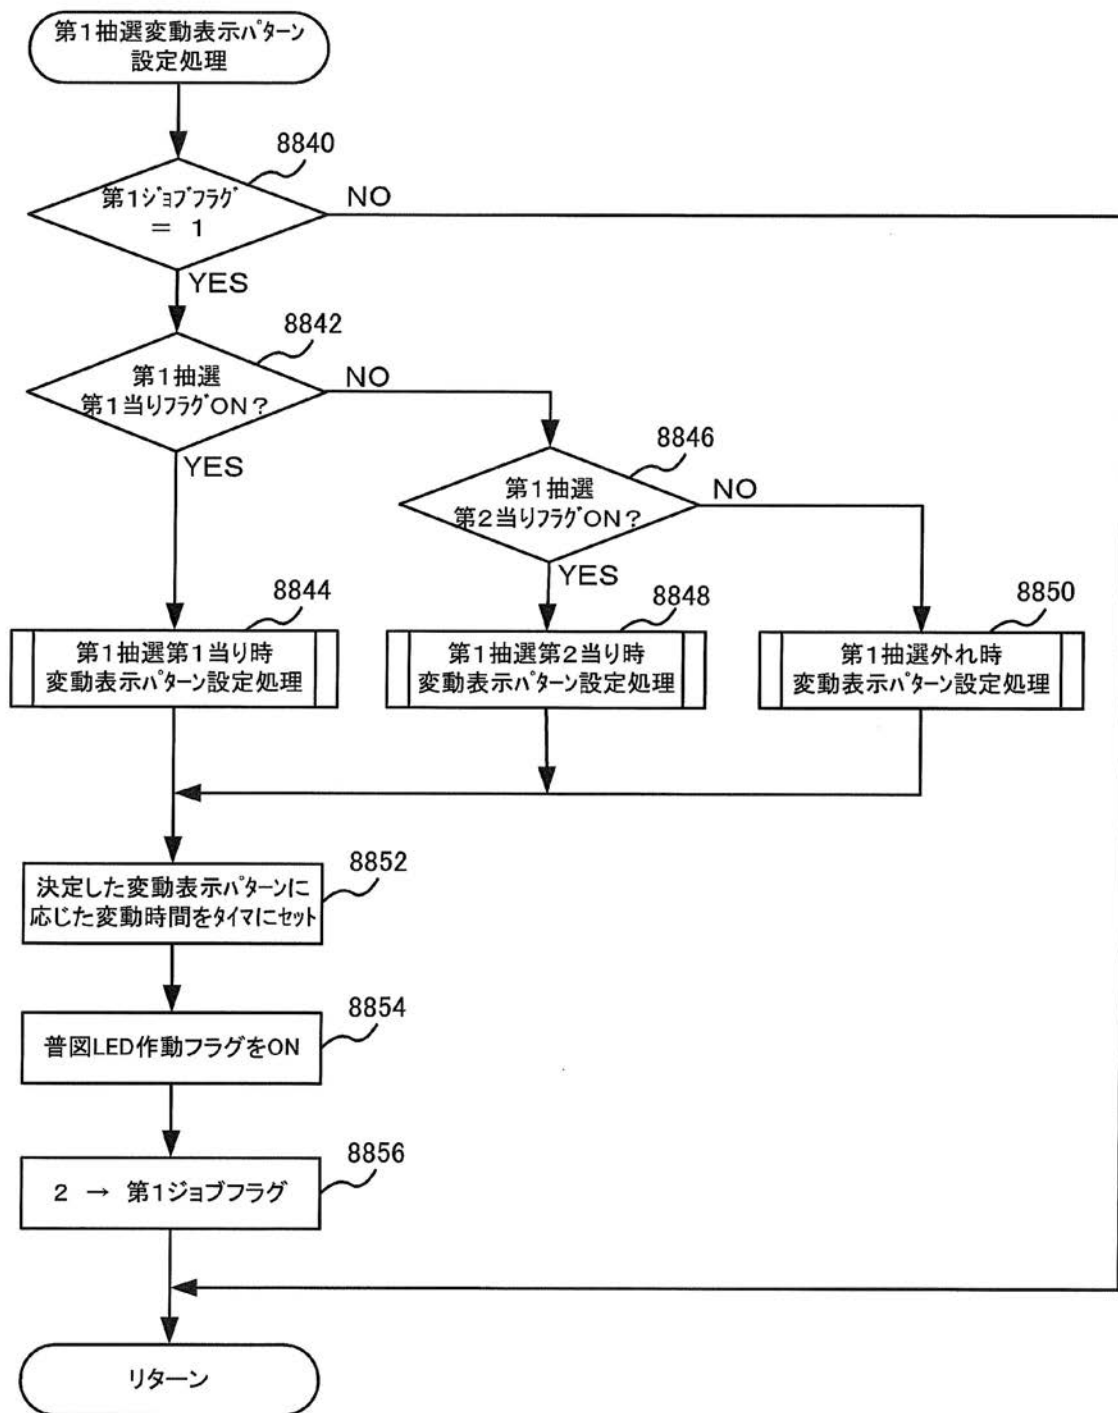 第1抽選変動表示ﾊﾟﾀｰﾝ
設定処理
8840
第1ｼﾞｮﾌﾞﾌﾗｸﾞ
＝ 1
NO
YES
8842
第1抽選
第1当りﾌﾗｸﾞON？
NO
YES
8846
第1抽選
第2当りﾌﾗｸﾞON？
NO
YES
8844
第1抽選第1当り時
変動表示ﾊﾟﾀｰﾝ設定処理
8848
第1抽選第2当り時
変動表示ﾊﾟﾀｰﾝ設定処理
8850
第1抽選外れ時
変動表示ﾊﾟﾀｰﾝ設定処理
8852
決定した変動表示ﾊﾟﾀｰﾝに
応じた変動時間をﾀｲﾏにセット
8854
普図LED作動フラグをON
8856
2 → 第1ジョブフラグ
リターン